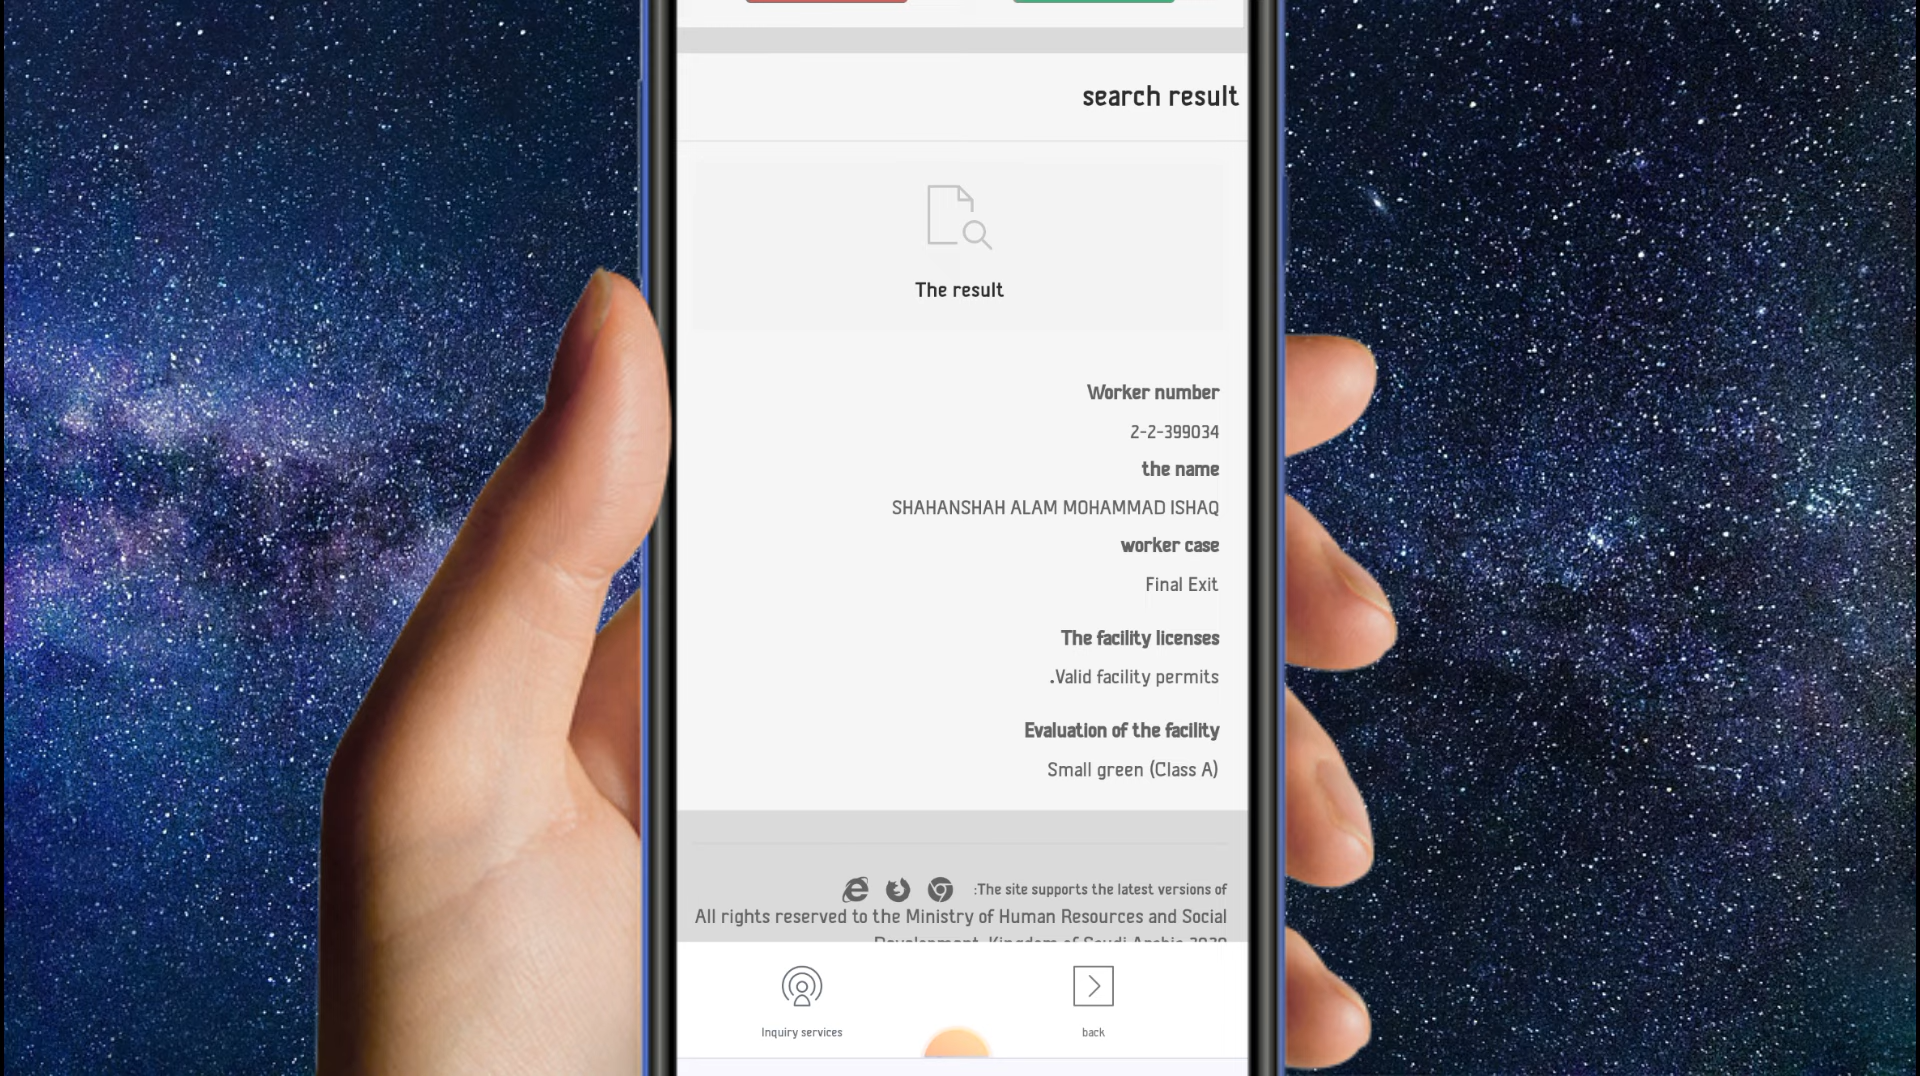 search result
The result
Worker number
2-2-399034
the name
SHAHANSHAH ALAM MOHAMMAD ISHAQ
worker case
Final Exit
The facility licenses
.Valid facility permits
Evaluation of the facility
Small green (Class A)
:The site supports the latest versions of
All rights reserved to the Ministry of Human Resources and Social
Development, Kingdom of Saudi Arabia 2020
Inquiry services
back